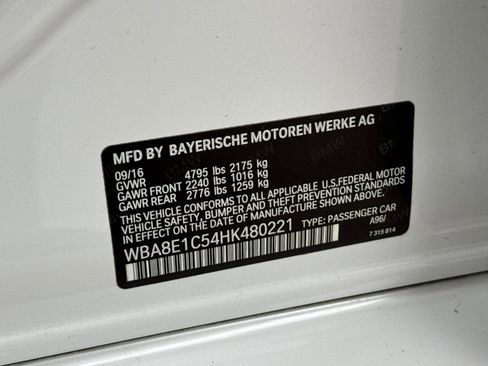 MFD BY BAYERISCHE MOTOREN WERKE AG
09/16
GVWR 4795 lbs 2175 kg
GAWR FRONT 2240 lbs 1016 kg
GAWR REAR 2776 lbs 1259 kg
THIS VEHICLE CONFORMS TO ALL APPLICABLE U.S.FEDERAL MOTOR
VEHICLE SAFETY, BUMPER, AND THEFT PREVENTION STANDARDS
IN EFFECT ON THE DATE OF MANUFACTURE SHOWN ABOVE.
WBA8E1C54HK480221 TYPE: PASSENGER CAR
A96/
7 315 814